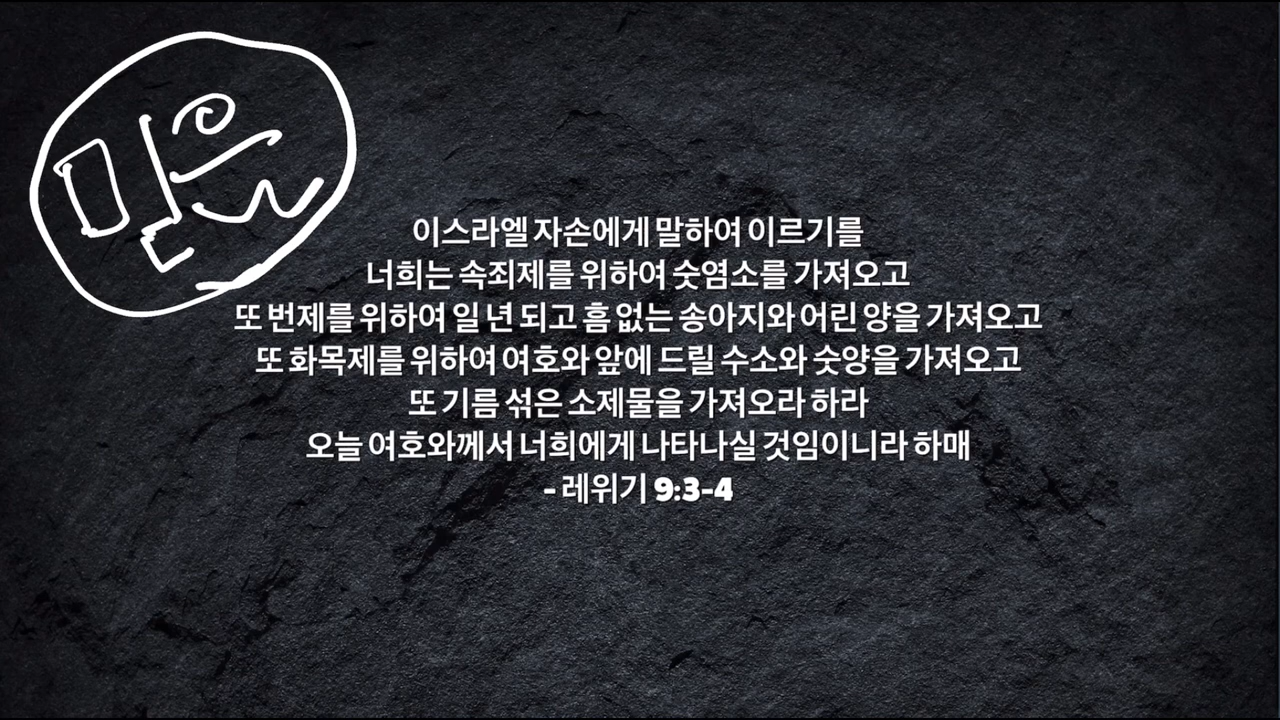 믿음
이스라엘 자손에게 말하여 이르기를
너희는 속죄제를 위하여 숫염소를 가져오고
또 번제를 위하여 일 년 되고 흠 없는 송아지와 어린 양을 가져오고
또 화목제를 위하여 여호와 앞에 드릴 수소와 숫양을 가져오고
또 기름 섞은 소제물을 가져오라 하라
오늘 여호와께서 너희에게 나타나실 것임이니라 하매
- 레위기 9:3-4